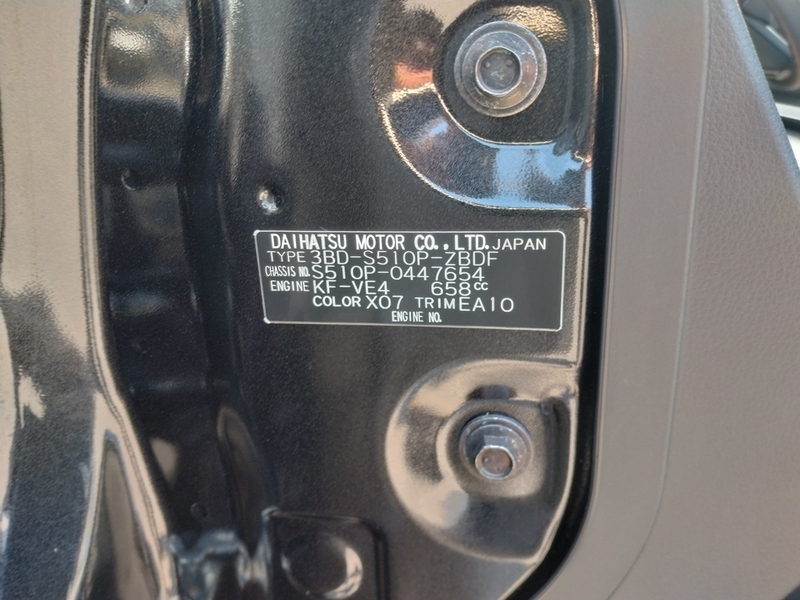 DAIHATSU MOTOR CO.,LTD. JAPAN
TYPE 3BD-S510P-ZBDF
CHASSIS NO. S510P-0447654
ENGINE KF-VE4 658cc
COLOR X07 TRIM EA10
ENGINE NO.